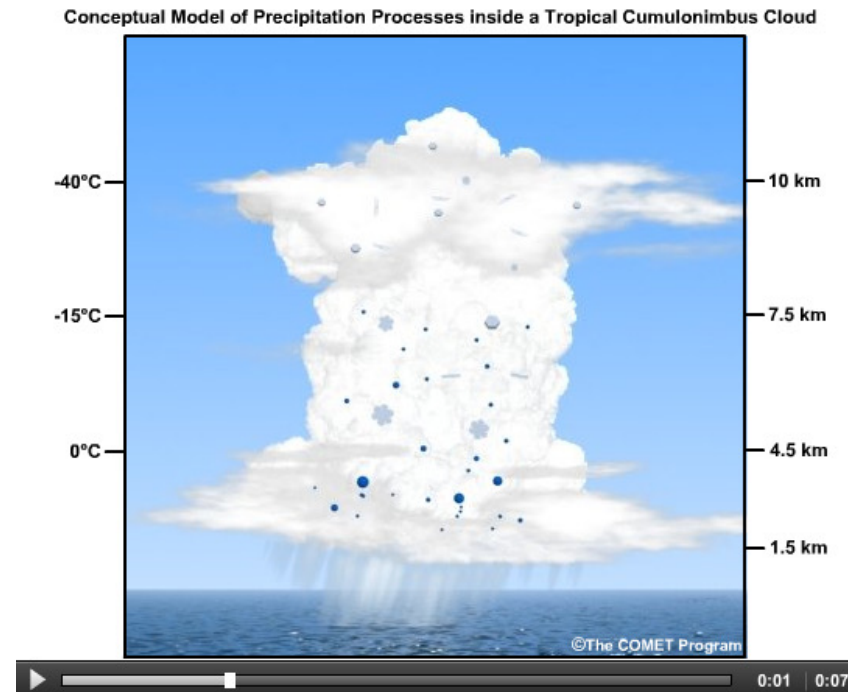 Conceptual Model of Precipitation Processes inside a Tropical Cumulonimbus Cloud
-40°C
10 km
-15°C
7.5 km
0°C
4.5 km
1.5 km
©The COMET Program
0:01 | 0:07